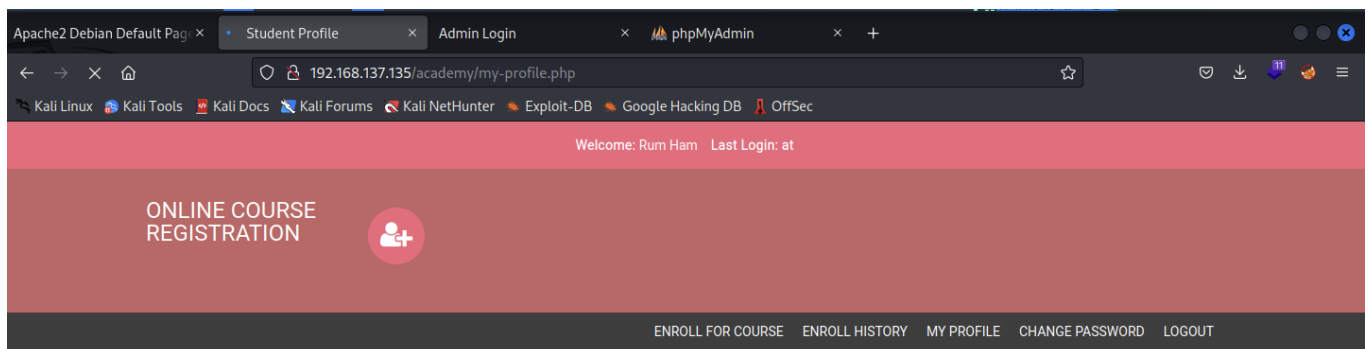 Apache2 Debian Default Pag Student Profile Admin Login phpMyAdmin
192.168.137.135/academy/my-profile.php
11
Kali Linux Kali Tools Kali Docs Kali Forums Kali NetHunter Exploit-DB Google Hacking DB OffSec
Welcome: Rum Ham Last Login: at
ONLINE COURSE
REGISTRATION
ENROLL FOR COURSE ENROLL HISTORY MY PROFILE CHANGE PASSWORD LOGOUT